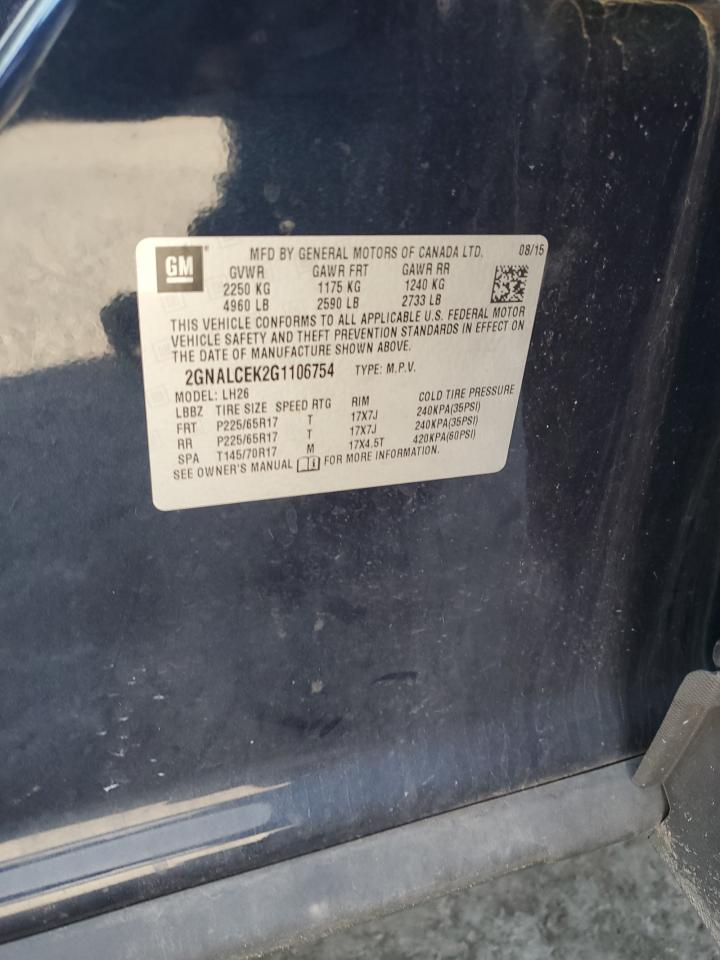 GM ® MFD BY GENERAL MOTORS OF CANADA LTD. 08/15
GVWR GAWR FRT GAWR RR
2250 KG 1175 KG 1240 KG
4960 LB 2590 LB 2733 LB
THIS VEHICLE CONFORMS TO ALL APPLICABLE U.S. FEDERAL MOTOR
VEHICLE SAFETY AND THEFT PREVENTION STANDARDS IN EFFECT ON
THE DATE OF MANUFACTURE SHOWN ABOVE.
2GNALCEK2G1106754 TYPE: M.P.V.
MODEL: LH26
LBBZ TIRE SIZE SPEED RTG RIM COLD TIRE PRESSURE
FRT P225/65R17 T 17X7J 240KPA(35PSI)
RR P225/65R17 T 17X7J 240KPA(35PSI)
SPA T145/70R17 M 17X4.5T 420KPA(60PSI)
SEE OWNER'S MANUAL FOR MORE INFORMATION.